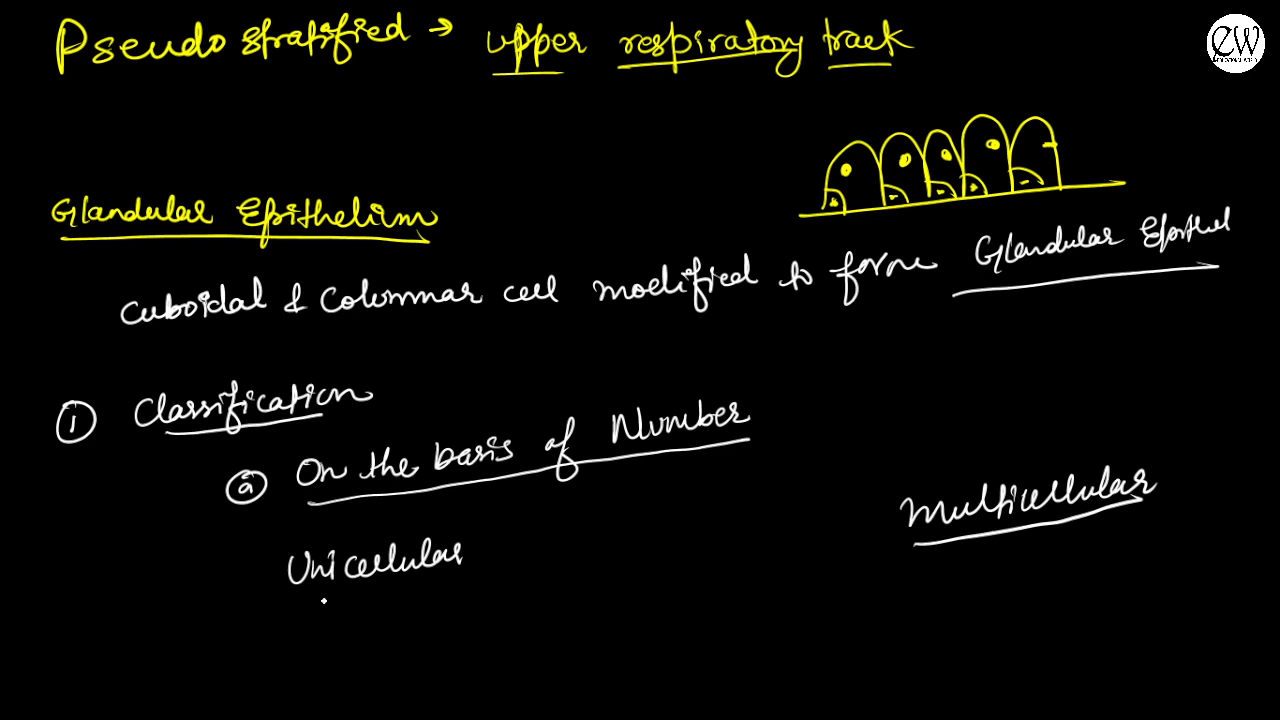 Pseudo stratified → upper respiratory track
EW
Glandular Epithelium
Cuboidal & Columnar cell modified to form Glandular Epithel
① Classification
ⓐ On the basis of Number
Unicellular
Multicellular